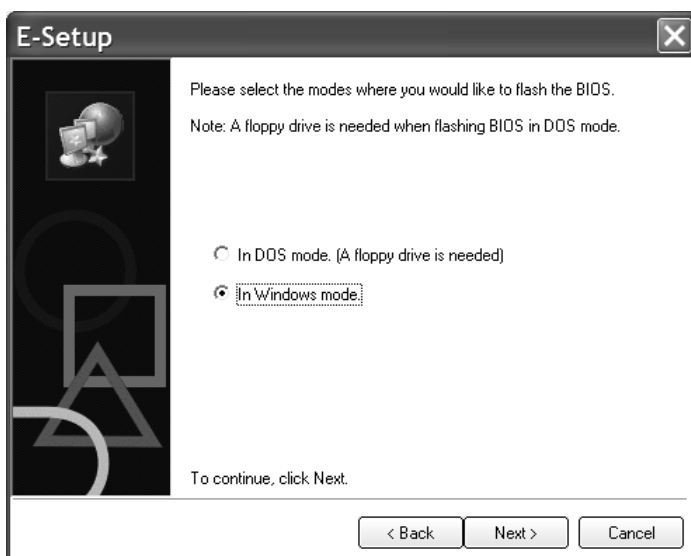 E-Setup
Please select the modes where you would like to flash the BIOS.
Note: A floppy drive is needed when flashing BIOS in DOS mode.
In DOS mode. (A floppy drive is needed)
In Windows mode.
To continue, click Next.
< Back Next > Cancel